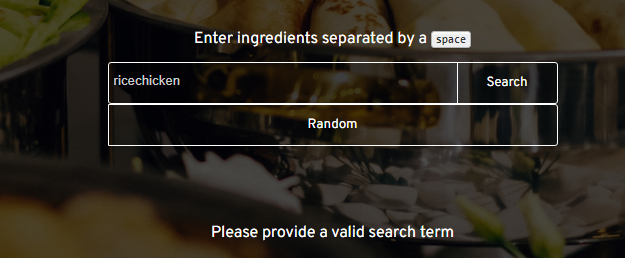 Enter ingredients separated by a space
ricechicken
Search
Random
Please provide a valid search term